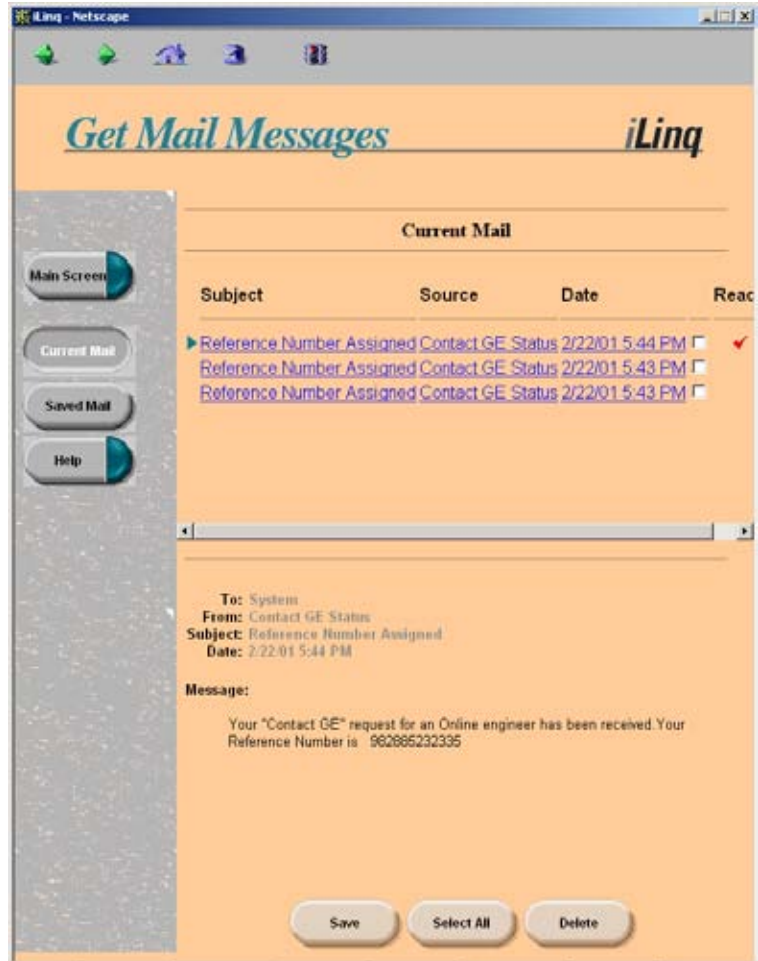 iLinq - Netscape
Get Mail Messages
iLinq
Current Mail
Main Screen
Current Mail
Saved Mail
Help
Subject Source Date Read
Reference Number Assigned Contact GE Status 2/22/01 5:44 PM
Reference Number Assigned Contact GE Status 2/22/01 5:43 PM
Reference Number Assigned Contact GE Status 2/22/01 5:43 PM
To: System
From: Contact GE Status
Subject: Reference Number Assigned
Date: 2/22/01 5:44 PM
Message:
Your "Contact GE" request for an Online engineer has been received.Your
Reference Number is 982885232335
Save Select All Delete